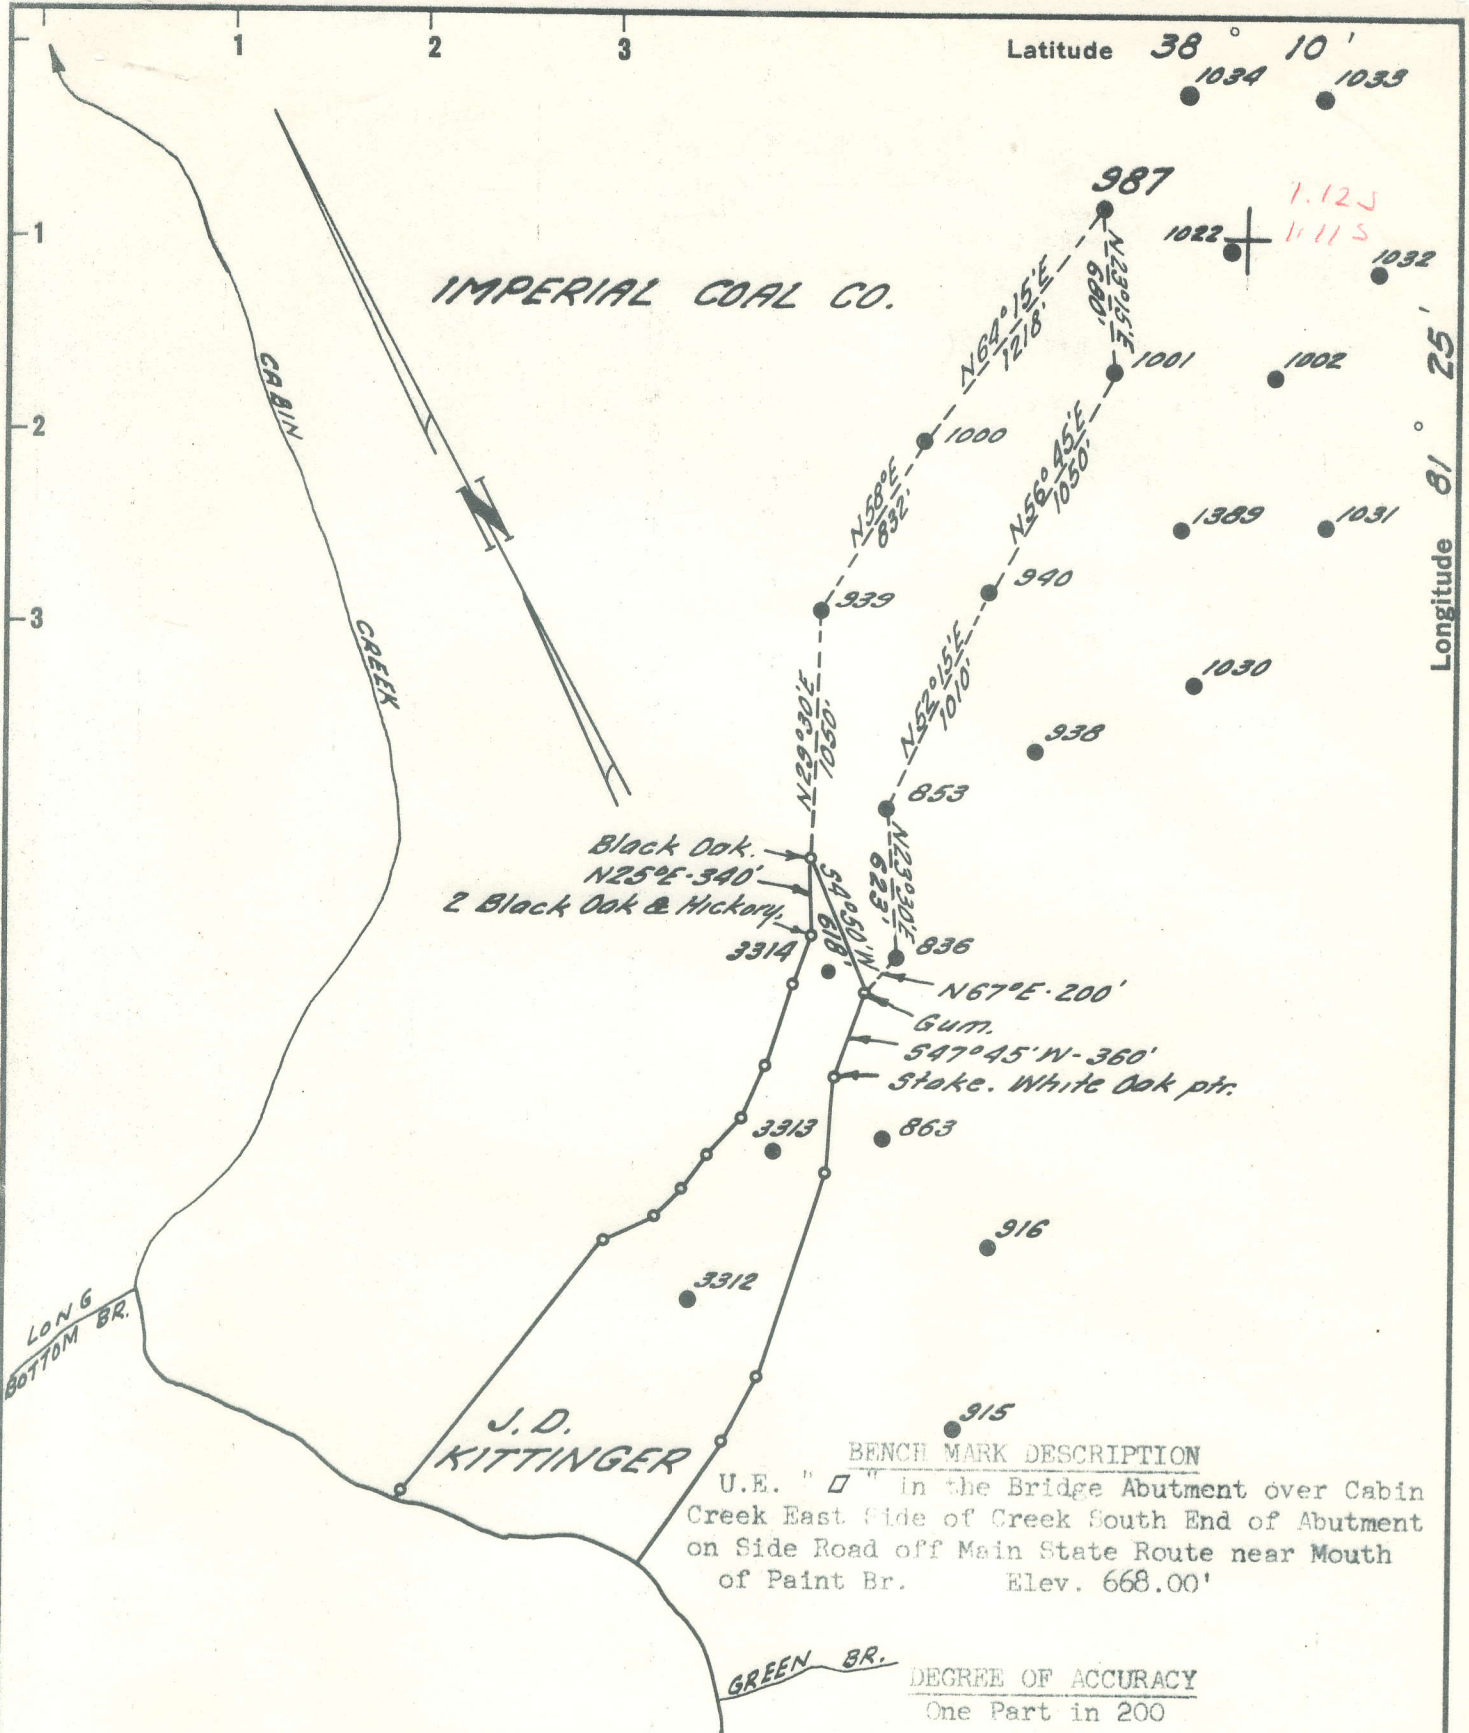 1 2 3
Latitude 38° 10'
1034
1033
987
1
1022
1032
IMPERIAL COAL CO.
N64°15'E
1218'
N23°15'E
680'
1001
1002
Longitude 81° 25'
CABIN
CREEK
2
1000
N58°E
832'
N56°45'E
1050'
N
1389
1031
3
939
940
N52°15'E
1010'
1030
N29°30'E
1050'
938
853
Black Oak.
N25°E-340'
2 Black Oak & Hickory.
S4°50'W
618'
N23°30'E
623'
3314
836
N67°E-200'
Gum.
S47°45'W-360'
Stake. White Oak ptr.
3313
863
916
3312
LONG
BOTTOM BR.
915
J.D.
KITTINGER
BENCH MARK DESCRIPTION
U.E. "▱" in the Bridge Abutment over Cabin
Creek East Side of Creek South End of Abutment
on Side Road off Main State Route near Mouth
of Paint Br. Elev. 668.00'
GREEN BR.
DEGREE OF ACCURACY
One Part in 200